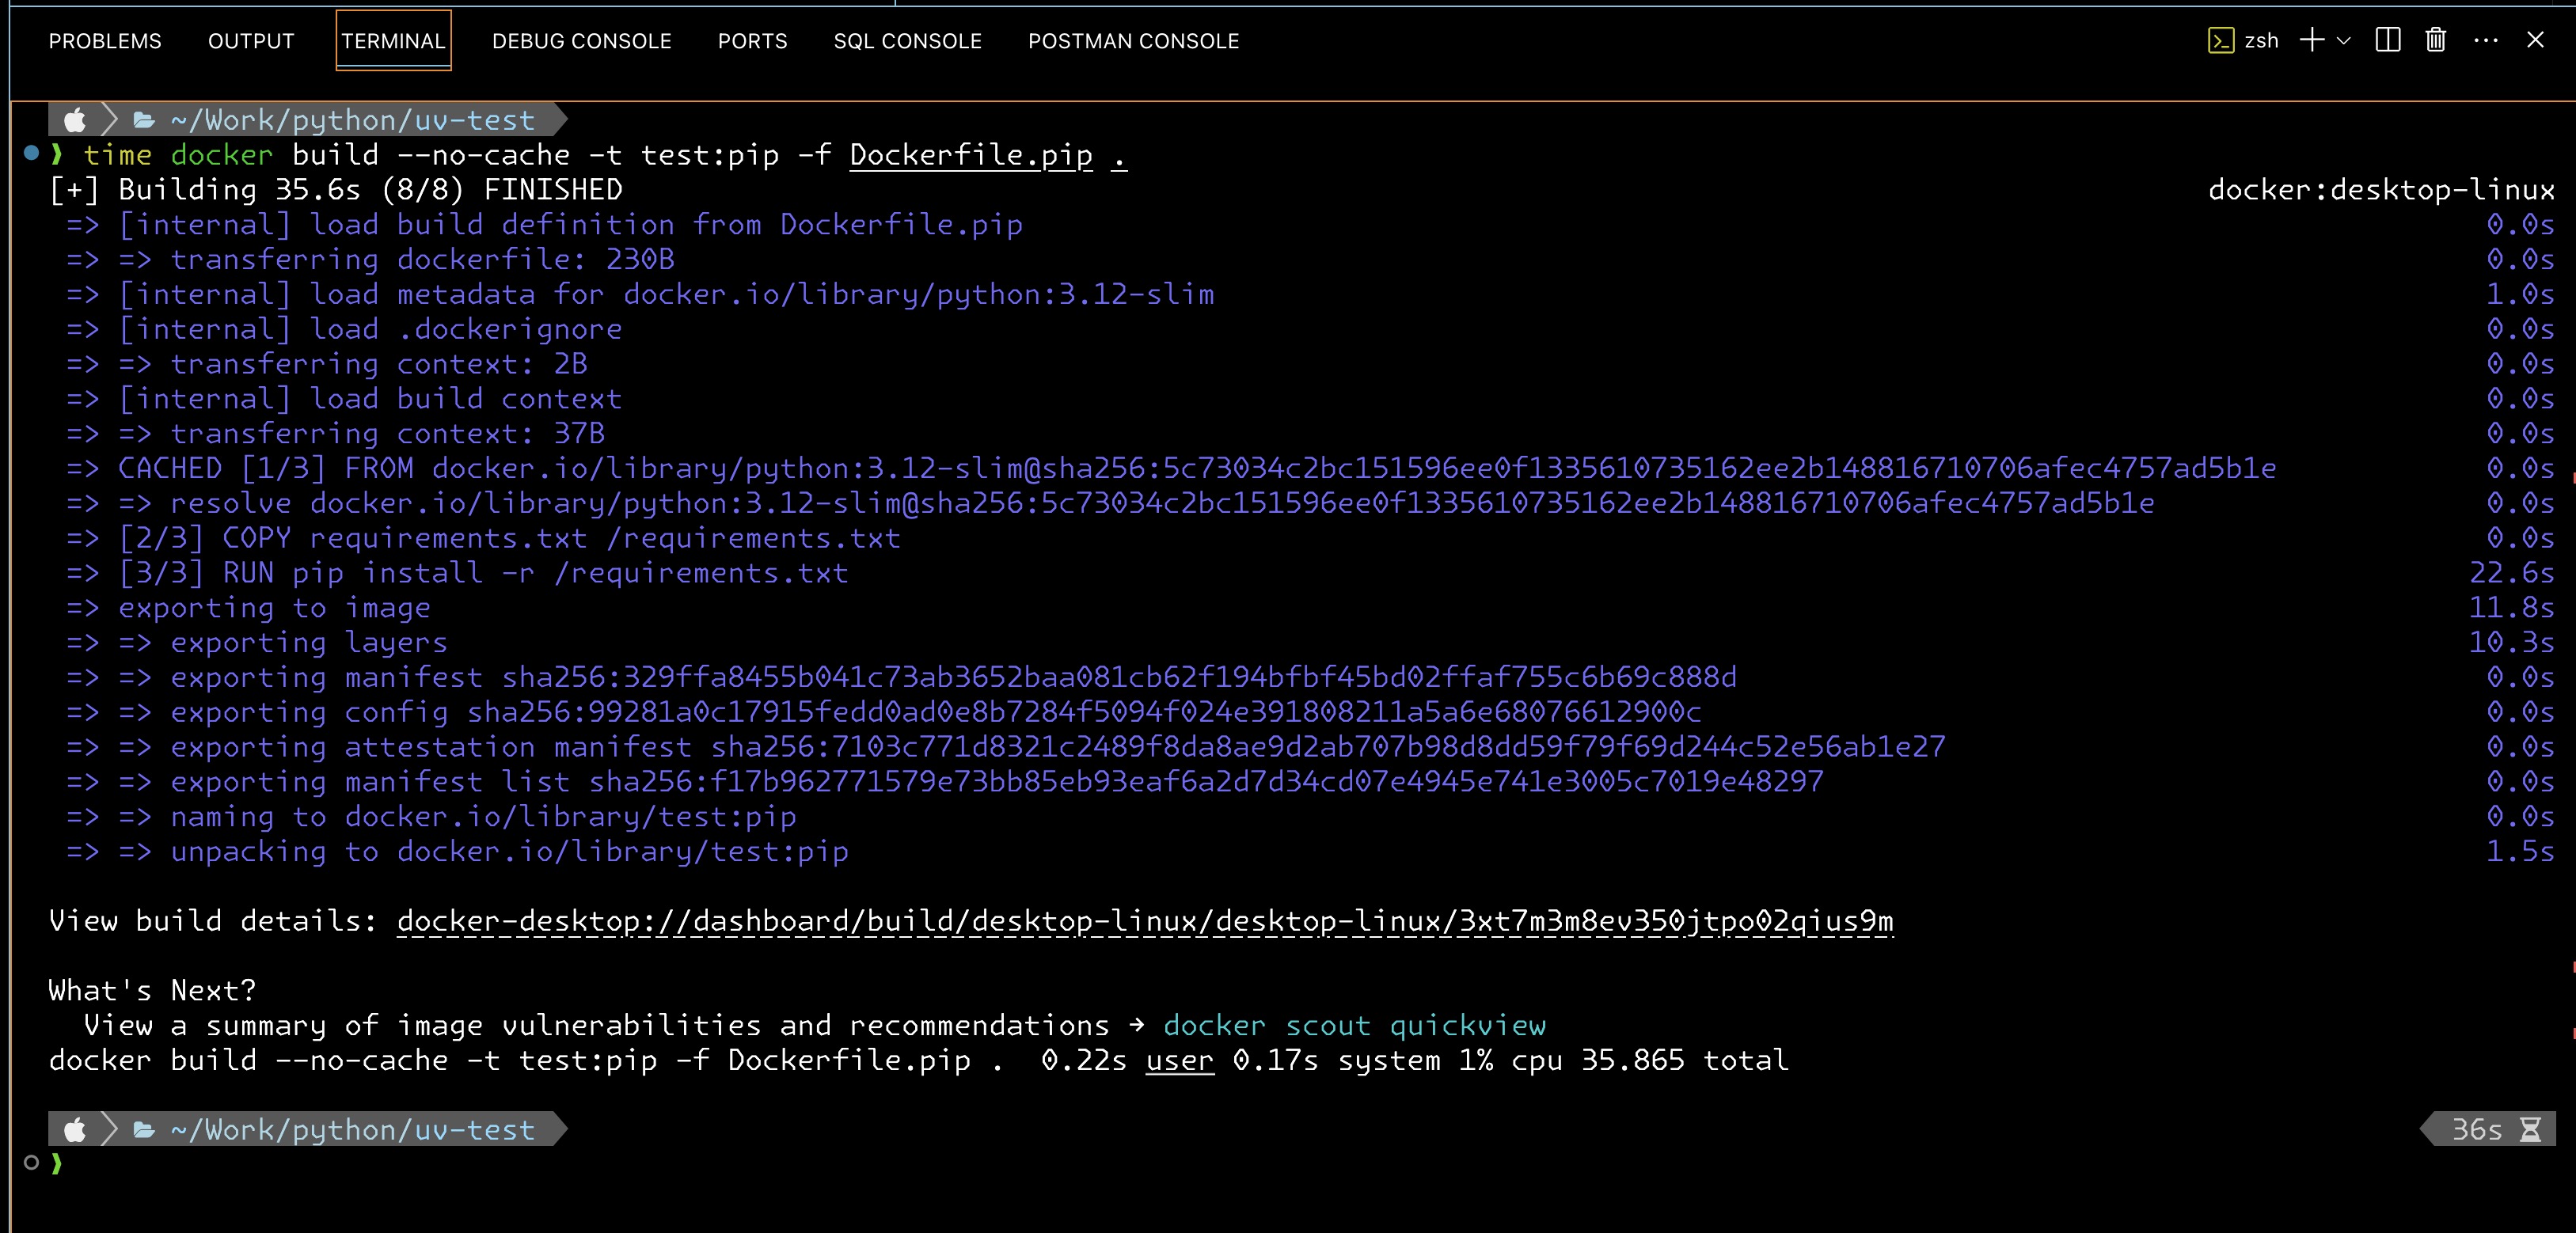 PROBLEMS OUTPUT TERMINAL DEBUG CONSOLE PORTS SQL CONSOLE POSTMAN CONSOLE zsh
~/Work/python/uv-test
❱ time docker build --no-cache -t test:pip -f Dockerfile.pip .
[+] Building 35.6s (8/8) FINISHED docker:desktop-linux
=> [internal] load build definition from Dockerfile.pip 0.0s
=> => transferring dockerfile: 230B 0.0s
=> [internal] load metadata for docker.io/library/python:3.12-slim 1.0s
=> [internal] load .dockerignore 0.0s
=> => transferring context: 2B 0.0s
=> [internal] load build context 0.0s
=> => transferring context: 37B 0.0s
=> CACHED [1/3] FROM docker.io/library/python:3.12-slim@sha256:5c73034c2bc151596ee0f1335610735162ee2b148816710706afec4757ad5b1e 0.0s
=> => resolve docker.io/library/python:3.12-slim@sha256:5c73034c2bc151596ee0f1335610735162ee2b148816710706afec4757ad5b1e 0.0s
=> [2/3] COPY requirements.txt /requirements.txt 0.0s
=> [3/3] RUN pip install -r /requirements.txt 22.6s
=> exporting to image 11.8s
=> => exporting layers 10.3s
=> => exporting manifest sha256:329ffa8455b041c73ab3652baa081cb62f194bfbf45bd02ffaf755c6b69c888d 0.0s
=> => exporting config sha256:99281a0c17915fedd0ad0e8b7284f5094f024e391808211a5a6e68076612900c 0.0s
=> => exporting attestation manifest sha256:7103c771d8321c2489f8da8ae9d2ab707b98d8dd59f79f69d244c52e56ab1e27 0.0s
=> => exporting manifest list sha256:f17b962771579e73bb85eb93eaf6a2d7d34cd07e4945e741e3005c7019e48297 0.0s
=> => naming to docker.io/library/test:pip 0.0s
=> => unpacking to docker.io/library/test:pip 1.5s
View build details: docker-desktop://dashboard/build/desktop-linux/desktop-linux/3xt7m3m8ev350jtpo02qius9m
What's Next?
View a summary of image vulnerabilities and recommendations → docker scout quickview
docker build --no-cache -t test:pip -f Dockerfile.pip . 0.22s user 0.17s system 1% cpu 35.865 total
~/Work/python/uv-test 36s
❱